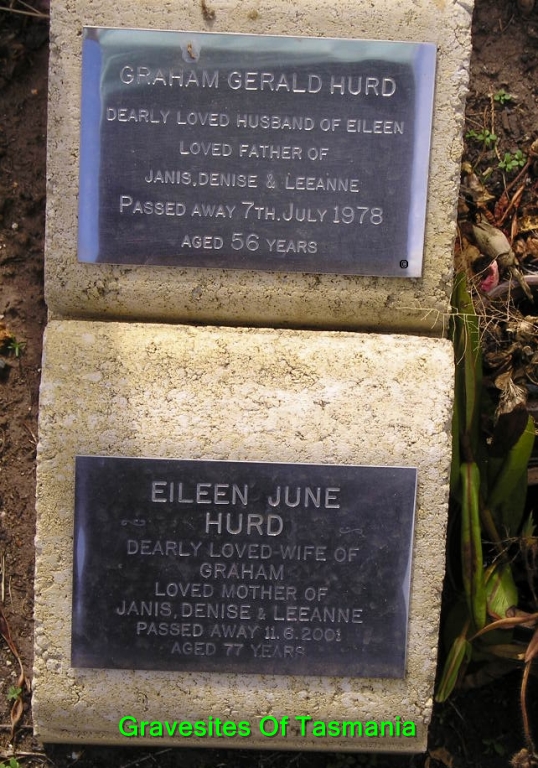 GRAHAM GERALD HURD
DEARLY LOVED HUSBAND OF EILEEN
LOVED FATHER OF
JANIS, DENISE & LEEANNE
PASSED AWAY 7TH. JULY 1978
AGED 56 YEARS
EILEEN JUNE
HURD
DEARLY LOVED WIFE OF
GRAHAM
LOVED MOTHER OF
JANIS, DENISE & LEEANNE
PASSED AWAY 11.6.2001
AGED 77 YEARS
Gravesites Of Tasmania